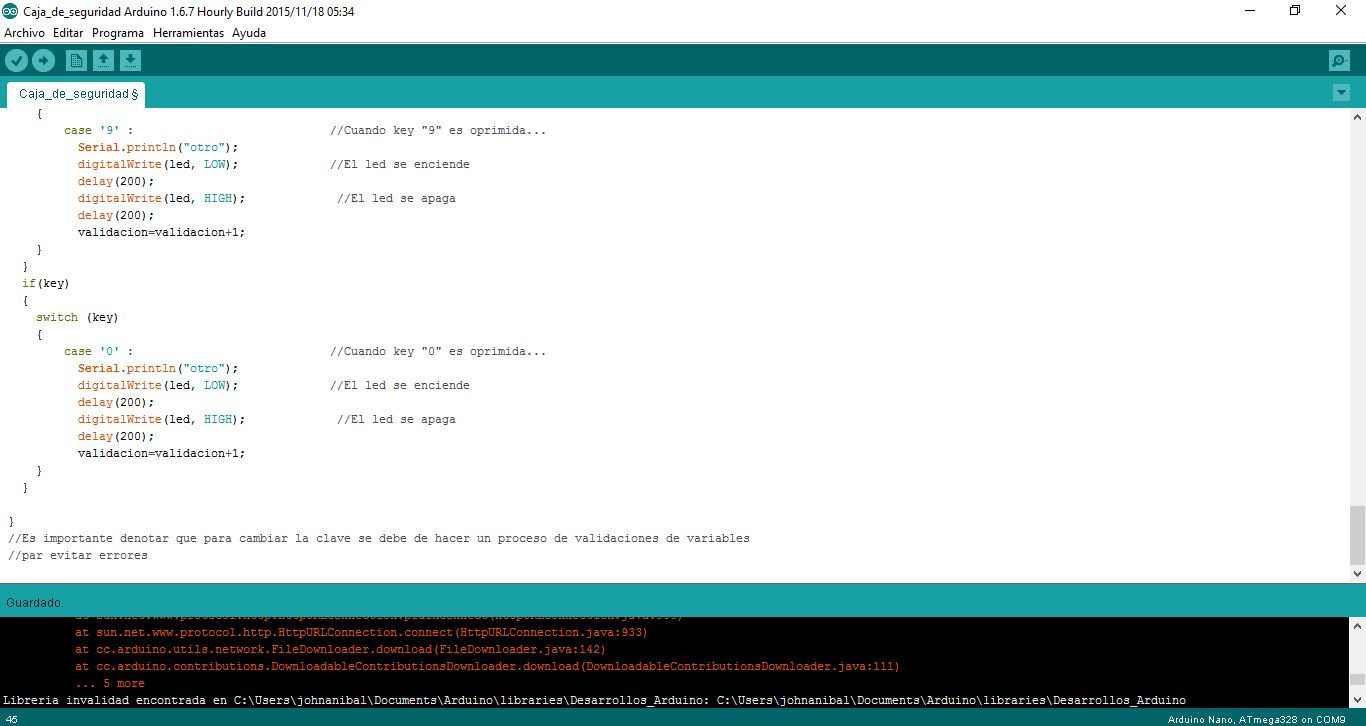 Caja_de_seguridad Arduino 1.6.7 Hourly Build 2015/11/18 05:34
Archivo Editar Programa Herramientas Ayuda
Caja_de_seguridad §
{
case '9' : //Cuando key "9" es oprimida...
Serial.println("otro");
digitalWrite(led, LOW); //El led se enciende
delay(200);
digitalWrite(led, HIGH); //El led se apaga
delay(200);
validacion=validacion+1;
}
}
if(key)
{
switch (key)
{
case '0' : //Cuando key "0" es oprimida...
Serial.println("otro");
digitalWrite(led, LOW); //El led se enciende
delay(200);
digitalWrite(led, HIGH); //El led se apaga
delay(200);
validacion=validacion+1;
}
}
}
//Es importante denotar que para cambiar la clave se debe de hacer un proceso de validaciones de variables
//par evitar errores
Guardado.
at sun.net.www.protocol.http.HttpURLConnection.connect(HttpURLConnection.java:933)
at cc.arduino.utils.network.FileDownloader.download(FileDownloader.java:142)
at cc.arduino.contributions.DownloadableContributionsDownloader.download(DownloadableContributionsDownloader.java:111)
... 5 more
Libreria invalidad encontrada en C:\Users\johnanibal\Documents\Arduino\libraries\Desarrollos_Arduino: C:\Users\johnanibal\Documents\Arduino\libraries\Desarrollos_Arduino
45 Arduino Nano, ATmega328 on COM9